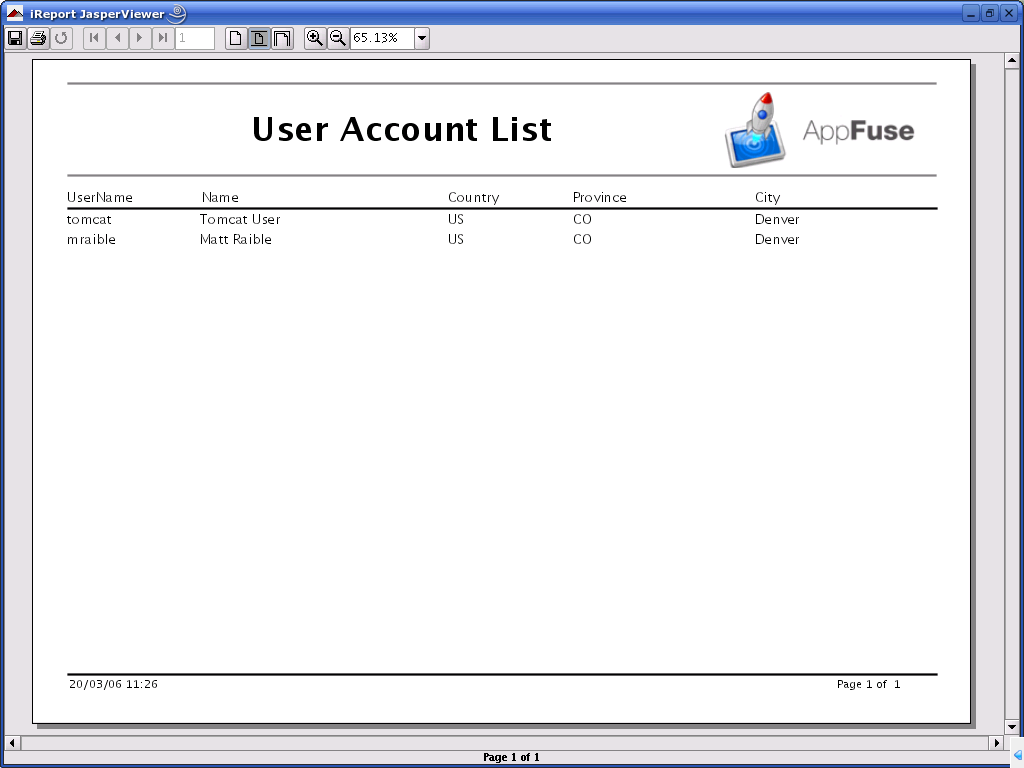 iReport JasperViewer
1 65.13%
User Account List AppFuse
UserName Name Country Province City
tomcat Tomcat User US CO Denver
mraible Matt Raible US CO Denver
20/03/06 11:26 Page 1 of 1
Page 1 of 1